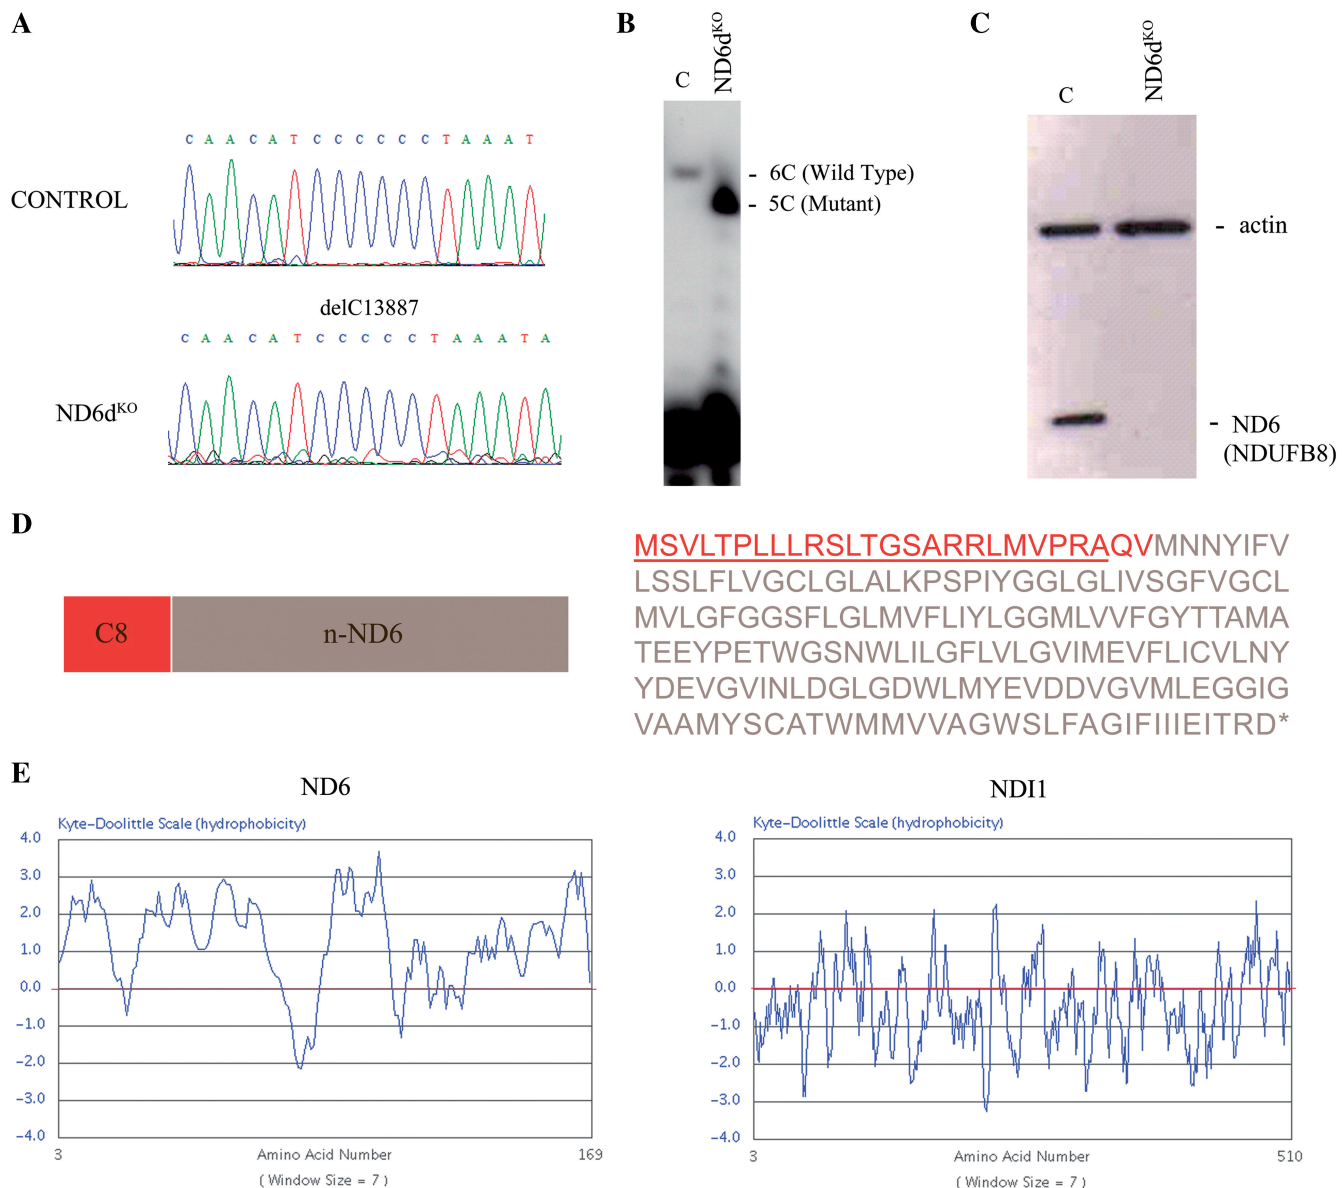 A
C A A C A T C C C C C C T A A A T
CONTROL
delC13887
C A A C A T C C C C C T A A A T A
ND6dKO
B
C
ND6dKO
- 6C (Wild Type)
- 5C (Mutant)
C
C
ND6dKO
- actin
- ND6
(NDUFB8)
D
C8
n-ND6
MSVLTPLLLRSLTGSARRLMVPRAQVMNNYIFV
LSSLFLVGCLGLALKPSPIYGGLGLIVSGFVGCL
MVLGFGGSFLGLMVFLIYLGGMLVVFGYTTAMA
TEEYPETWGSNWLILGFLVLGVIMEVFLICVLNY
YDEVGVINLDGLGDWLMYEVDDVGVMLEGGIG
VAAMYSCATWMMVVAGWSLFAGIFIIIEITRD*
E
ND6
Kyte-Doolittle Scale (hydrophobicity)
4.0
3.0
2.0
1.0
0.0
-1.0
-2.0
-3.0
-4.0
3
Amino Acid Number
169
( Window Size = 7 )
NDI1
Kyte-Doolittle Scale (hydrophobicity)
4.0
3.0
2.0
1.0
0.0
-1.0
-2.0
-3.0
-4.0
3
Amino Acid Number
510
( Window Size = 7 )